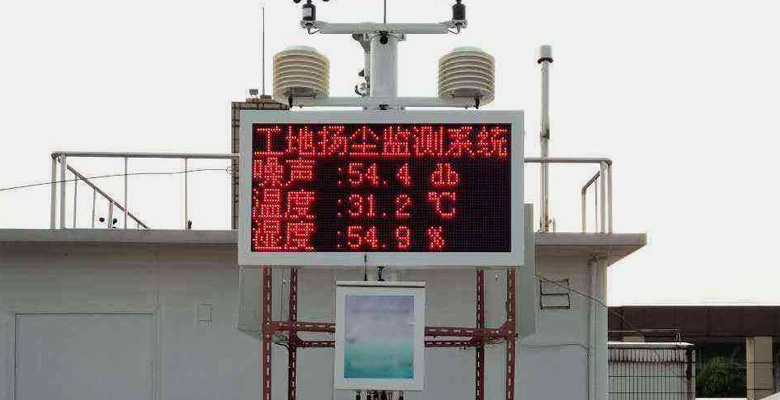 工地扬尘监测系统
噪声 :54.4 db
温度 :31.2 ℃
湿度 :54.9 %